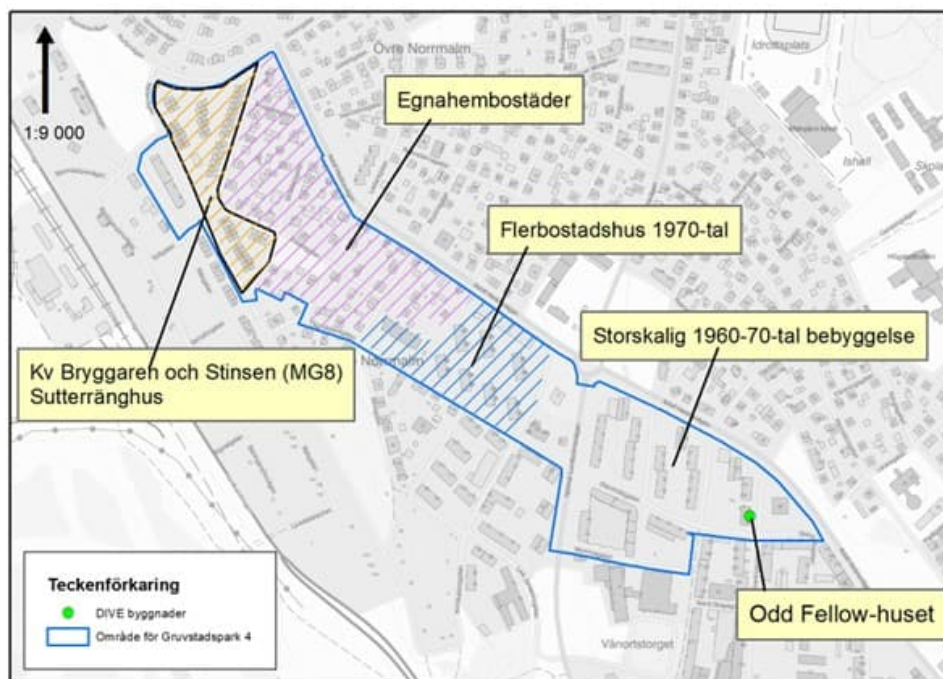 1:9 000
Övre Norrmalm
Idrottsplats
Ishall
Egnahembostäder
Flerbostadshus 1970-tal
Storskalig 1960-70-tal bebyggelse
Norrmalm
Kv Bryggaren och Stinsen (MG8)
Sutterränghus
Odd Fellow-huset
Vänortstorget
Teckenförkaring
DIVE byggnader
Område för Gruvstadspark 4